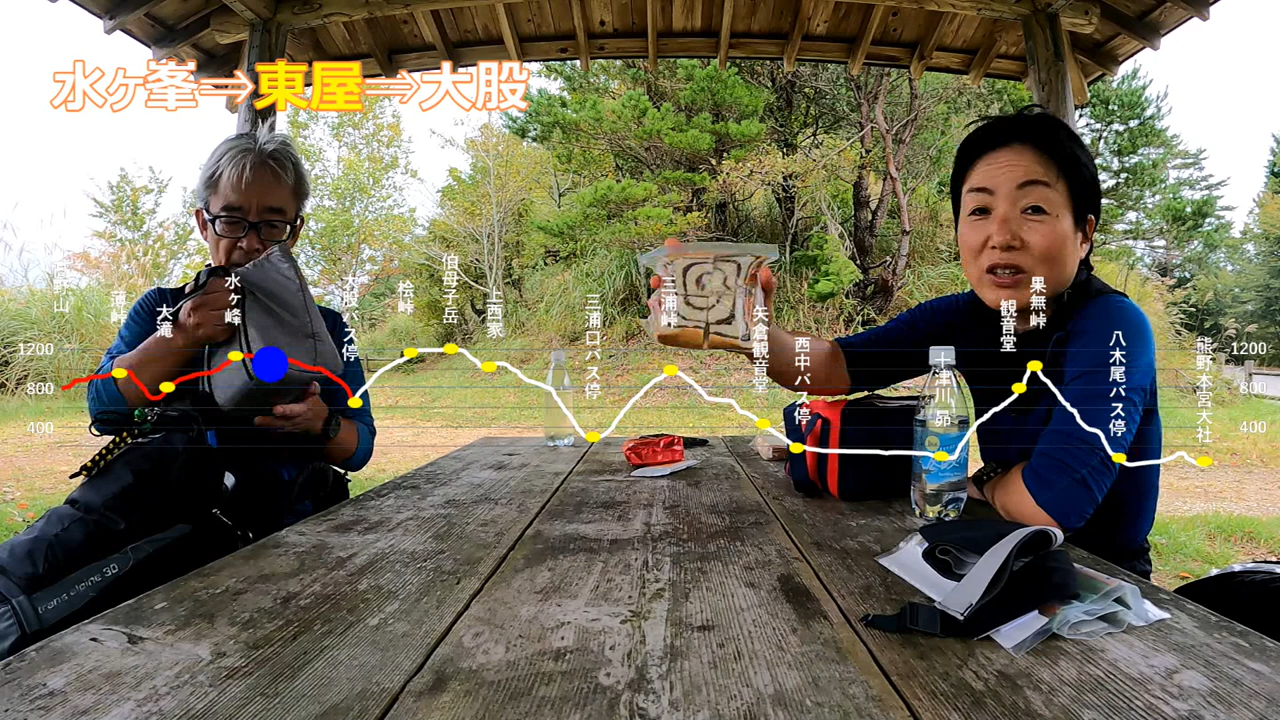 水ヶ峯⇒東屋⇒大股
山
薄峠
大滝
水ヶ峰
大股バス停
桧峠
伯母子岳
上西家
三浦口バス停
三浦峠
矢倉観音堂
西中バス停
十津川、昴
観音堂
果無峠
八木尾バス停
熊野本宮大社
1200
800
400
1200
800
400
trans alpine 30